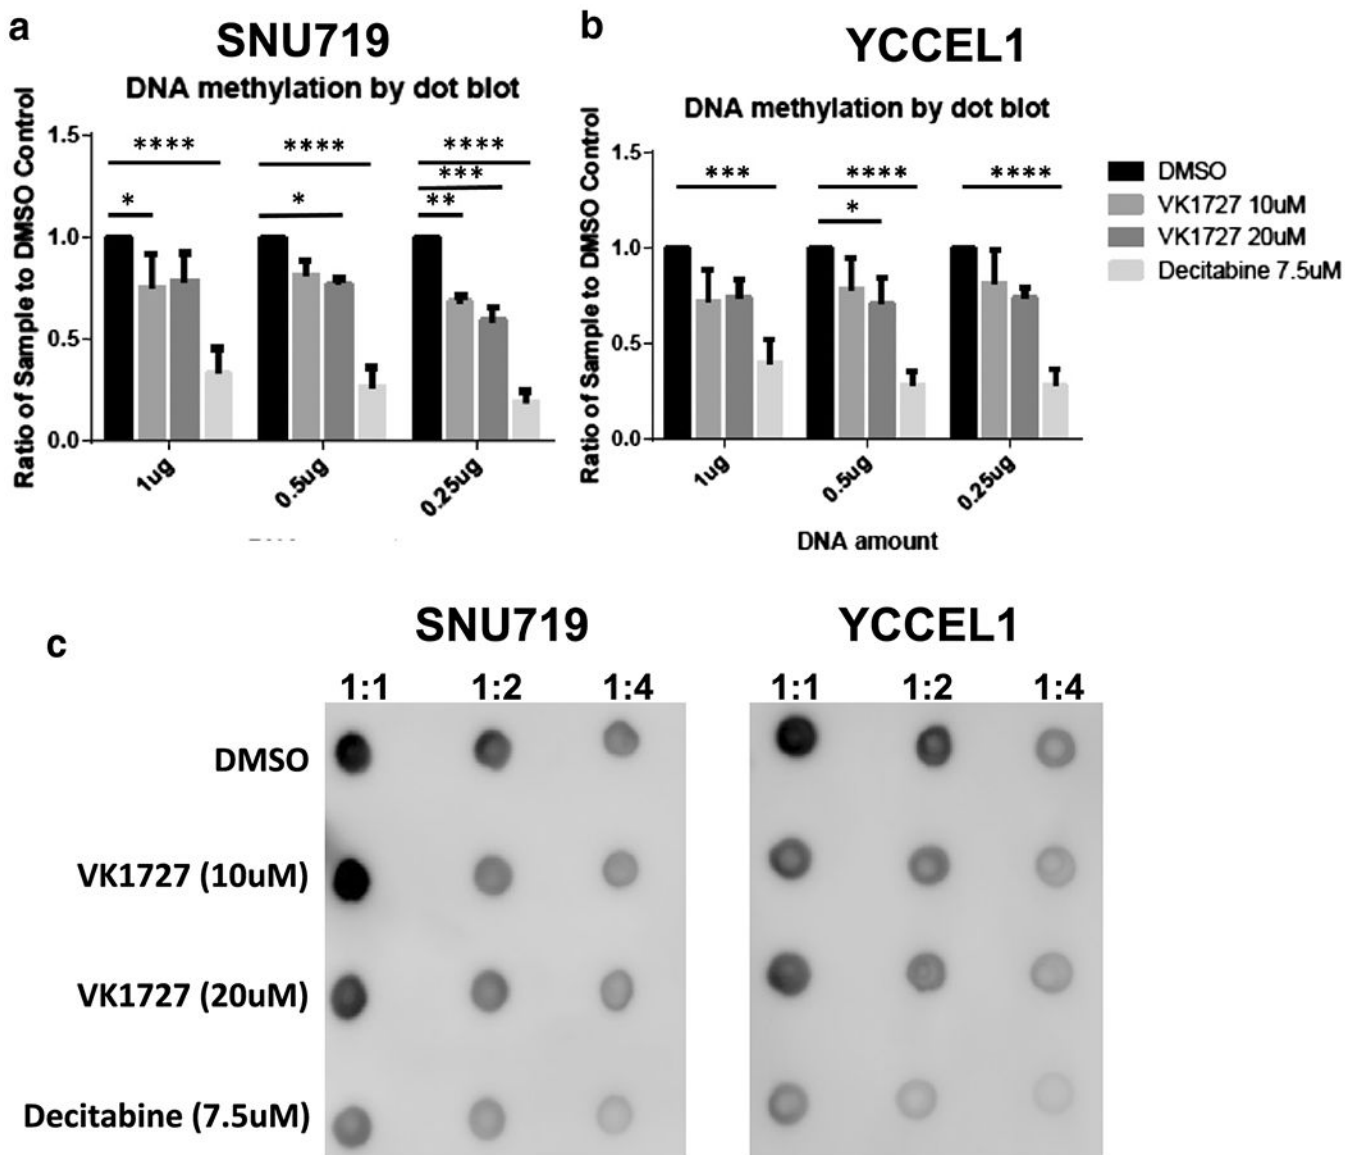 a
SNU719
DNA methylation by dot blot
Ratio of Sample to DMSO Control
1.5
1.0
0.5
0.0
**** **** ****
***
* * **
1ug 0.5ug 0.25ug
b
YCCEL1
DNA methylation by dot blot
Ratio of Sample to DMSO Control
1.5
1.0
0.5
0.0
*** **** ****
*
1ug 0.5ug 0.25ug
DNA amount
DMSO
VK1727 10uM
VK1727 20uM
Decitabine 7.5uM
c
SNU719 YCCEL1
1:1 1:2 1:4 1:1 1:2 1:4
DMSO
VK1727 (10uM)
VK1727 (20uM)
Decitabine (7.5uM)